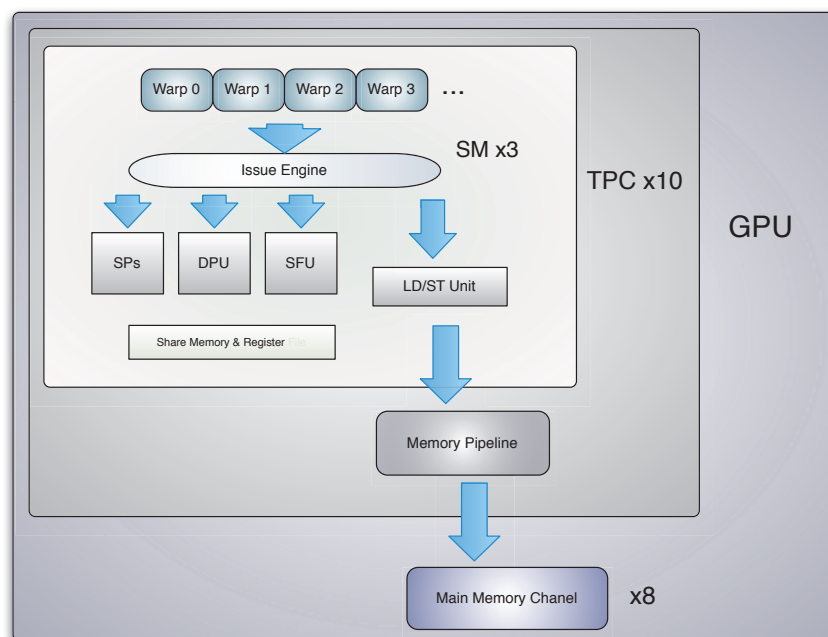 Warp 0 Warp 1 Warp 2 Warp 3 ...
SM x3
Issue Engine
TPC x10
GPU
SPs DPU SFU
LD/ST Unit
Share Memory & Register File
Memory Pipeline
Main Memory Chanel
x8